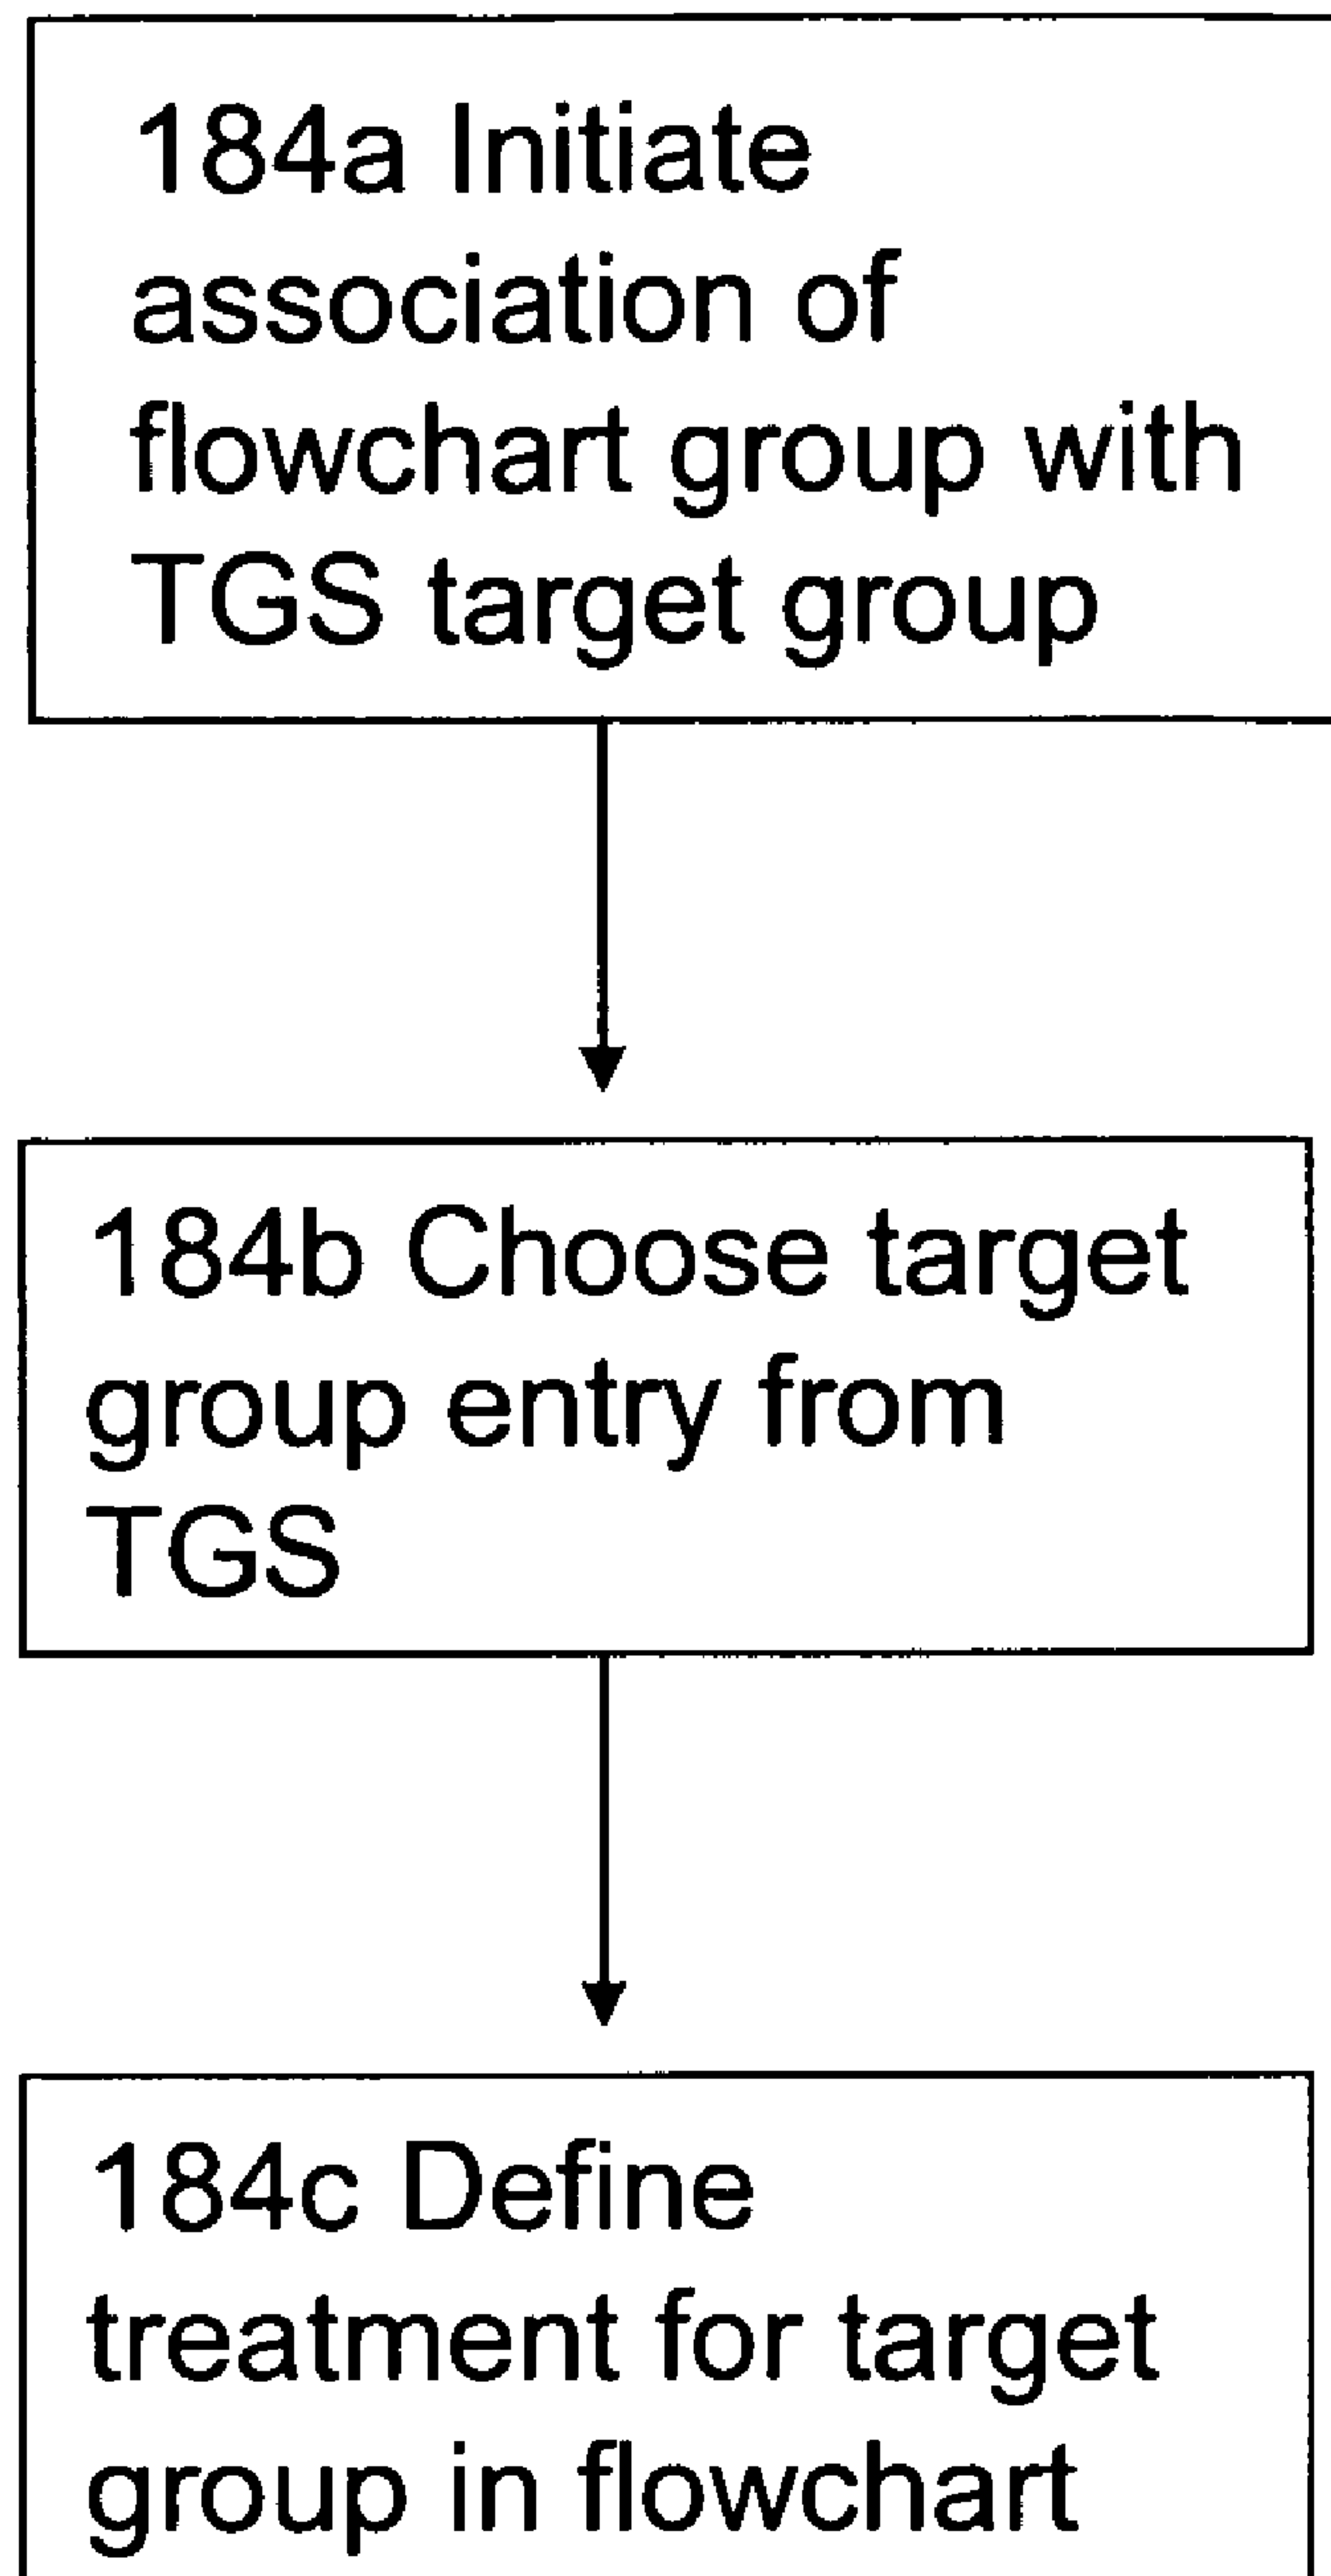 184a Initiate
association of
flowchart group with
TGS target group
184b Choose target
group entry from
TGS
184c Define
treatment for target
group in flowchart